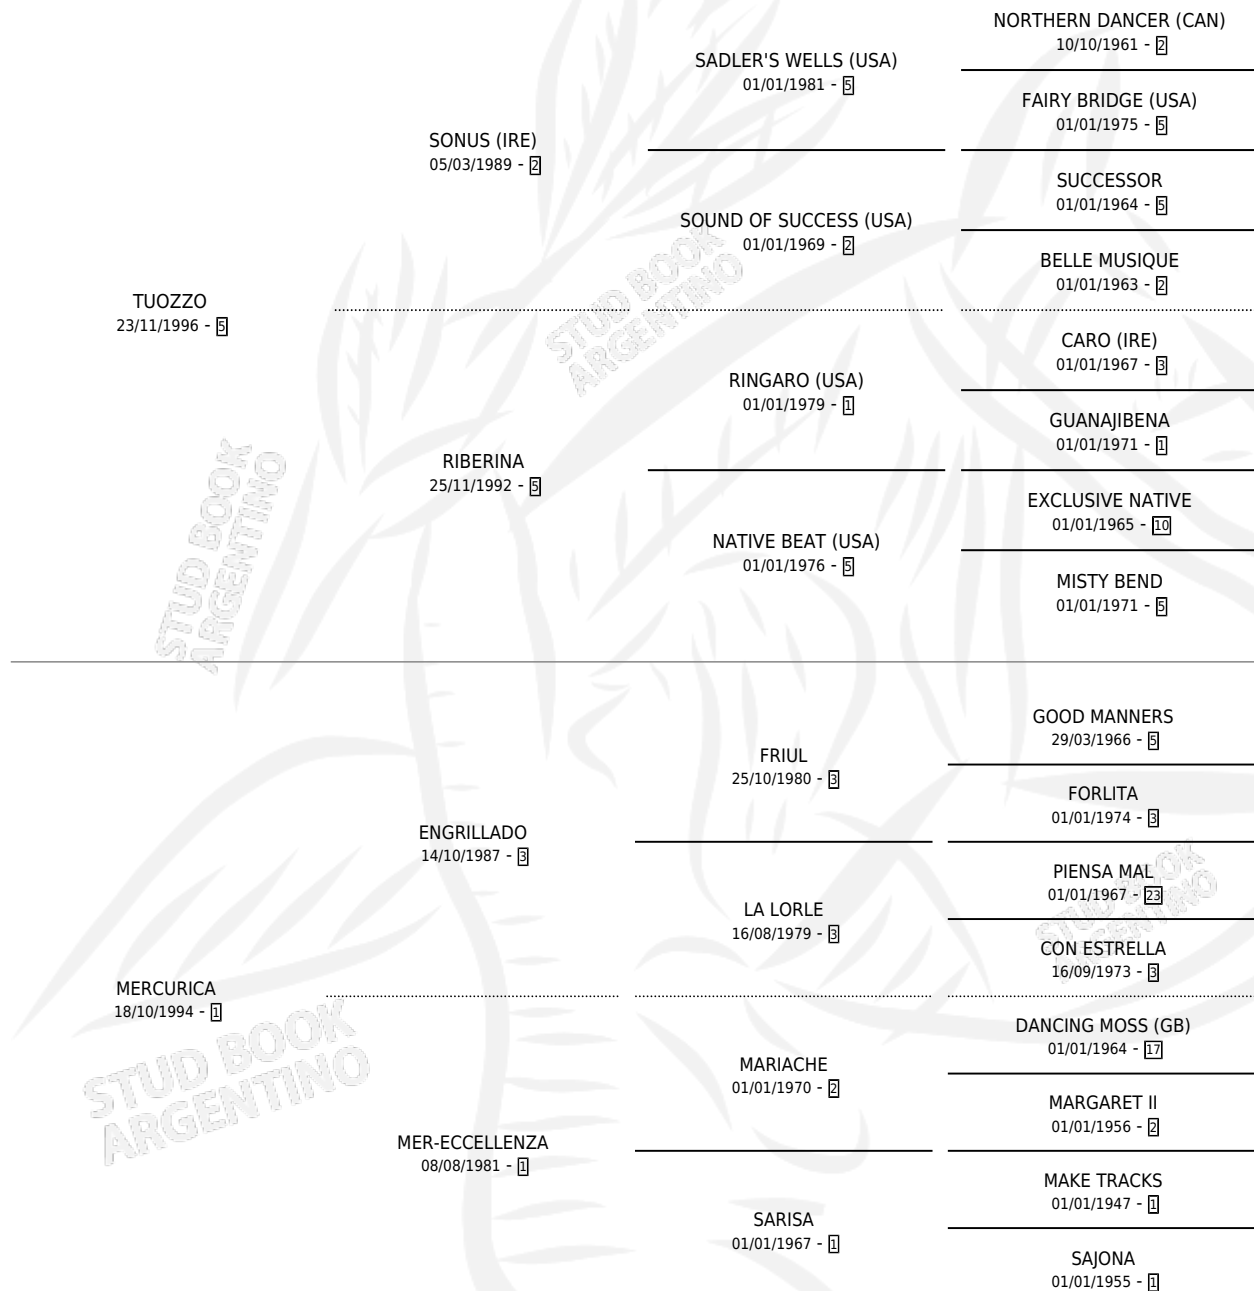 NORTHERN DANCER (CAN)
10/10/1961 - 2
SADLER'S WELLS (USA)
01/01/1981 - 5
FAIRY BRIDGE (USA)
01/01/1975 - 5
SONUS (IRE)
05/03/1989 - 2
SUCCESSOR
01/01/1964 - 5
SOUND OF SUCCESS (USA)
01/01/1969 - 2
BELLE MUSIQUE
01/01/1963 - 2
TUOZZO
23/11/1996 - 5
STUD BOOK
ARGENTINO
CARO (IRE)
01/01/1967 - 3
RINGARO (USA)
01/01/1979 - 1
GUANAJIBENA
01/01/1971 - 1
RIBERINA
25/11/1992 - 5
EXCLUSIVE NATIVE
01/01/1965 - 10
NATIVE BEAT (USA)
01/01/1976 - 5
MISTY BEND
01/01/1971 - 5
STUD BOOK
ARGENTINO
GOOD MANNERS
29/03/1966 - 5
FRIUL
25/10/1980 - 3
FORLITA
01/01/1974 - 3
ENGRILLADO
14/10/1987 - 3
PIENSA MAL
01/01/1967 - 23
LA LORLE
16/08/1979 - 3
CON ESTRELLA
16/09/1973 - 3
STUD BOOK
ARGENTINO
MERCURICA
18/10/1994 - 1
DANCING MOSS (GB)
01/01/1964 - 17
MARIACHE
01/01/1970 - 2
MARGARET II
01/01/1956 - 2
STUD BOOK
ARGENTINO
MER-ECCELLENZA
08/08/1981 - 1
MAKE TRACKS
01/01/1947 - 1
SARISA
01/01/1967 - 1
SAJONA
01/01/1955 - 1